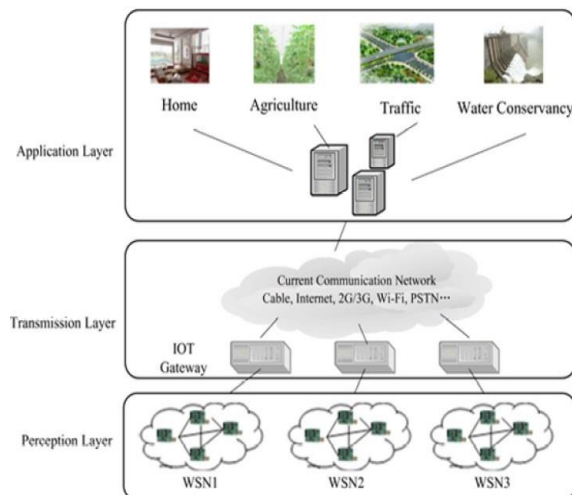 Home
Agriculture
Traffic
Water Conservancy
Application Layer
Current Communication Network
Cable, Internet, 2G/3G, Wi-Fi, PSTN…
Transmission Layer
IOT
Gateway
Perception Layer
WSN1
WSN2
WSN3